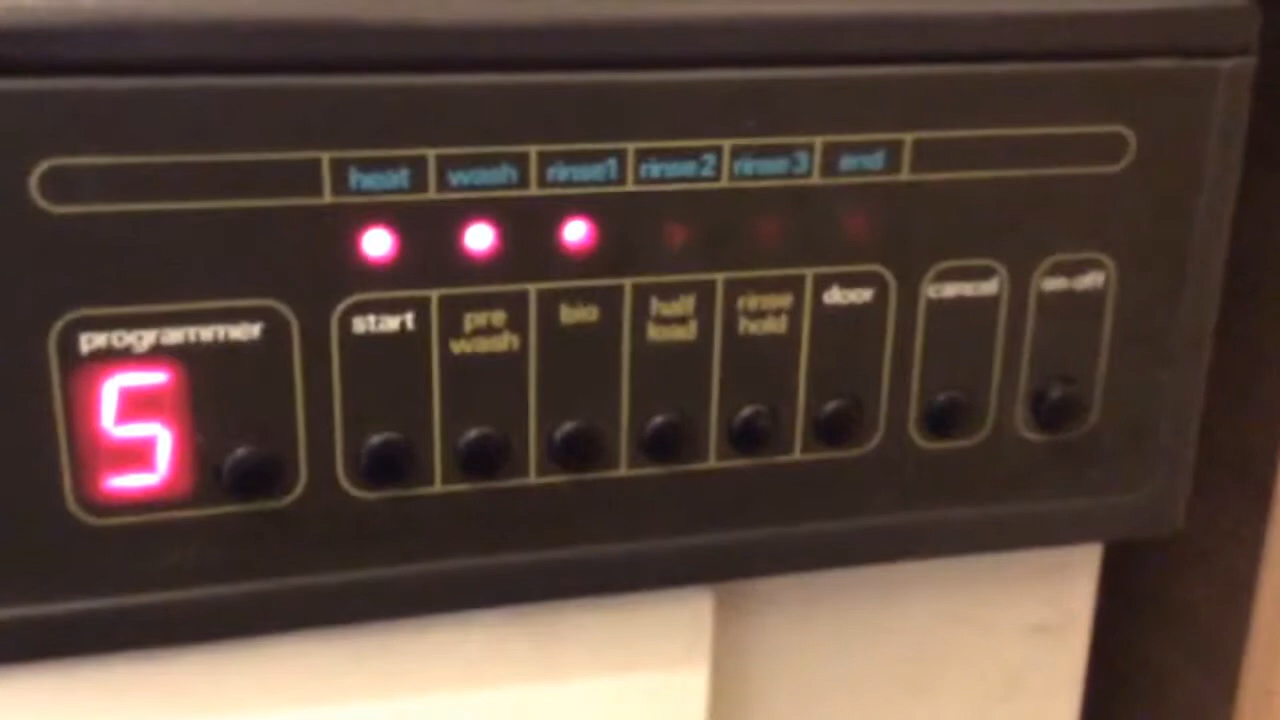 heat wash rinse1 rinse2 rinse3 end
programmer
5
start
pre
wash
bio
half
load
rinse
hold
door
cancel
on-off